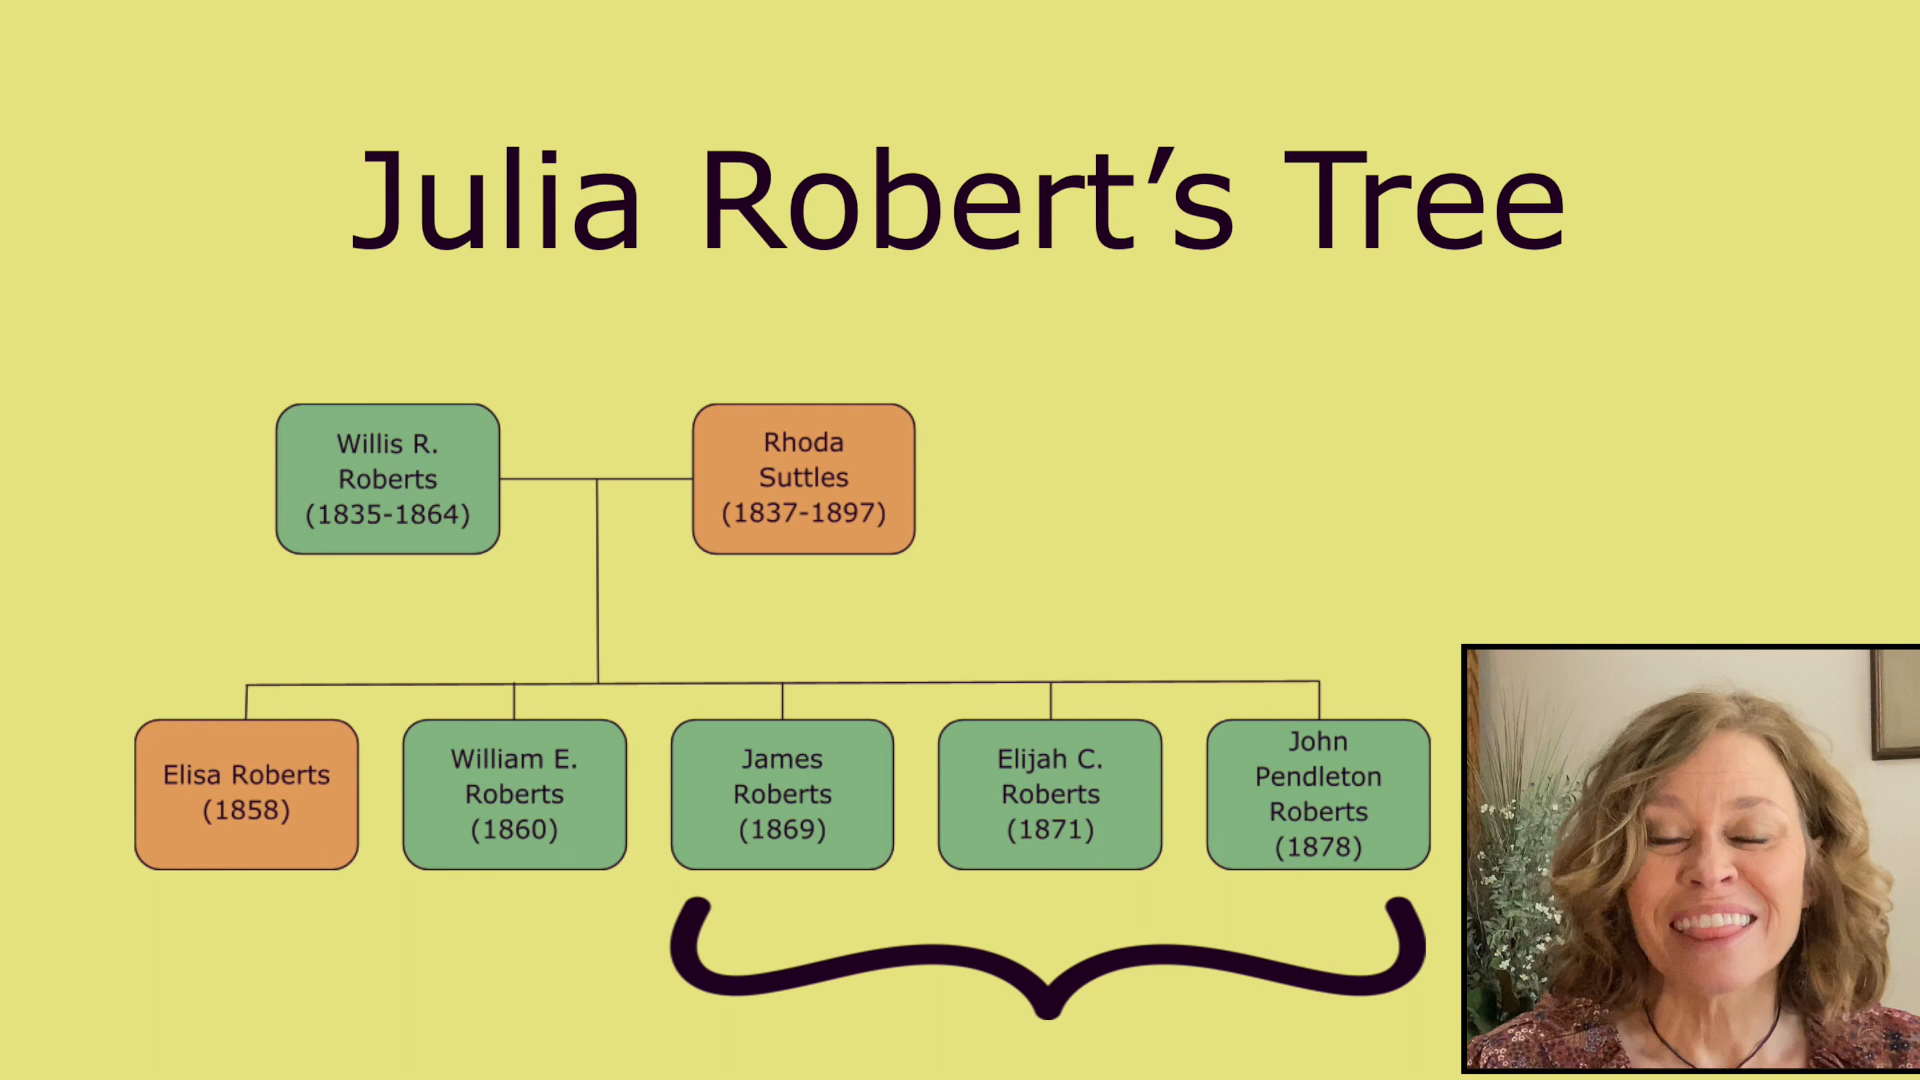 Julia Robert’s Tree
Willis R.
Roberts
(1835-1864)
Rhoda
Suttles
(1837-1897)
Elisa Roberts
(1858)
William E.
Roberts
(1860)
James
Roberts
(1869)
Elijah C.
Roberts
(1871)
John
Pendleton
Roberts
(1878)